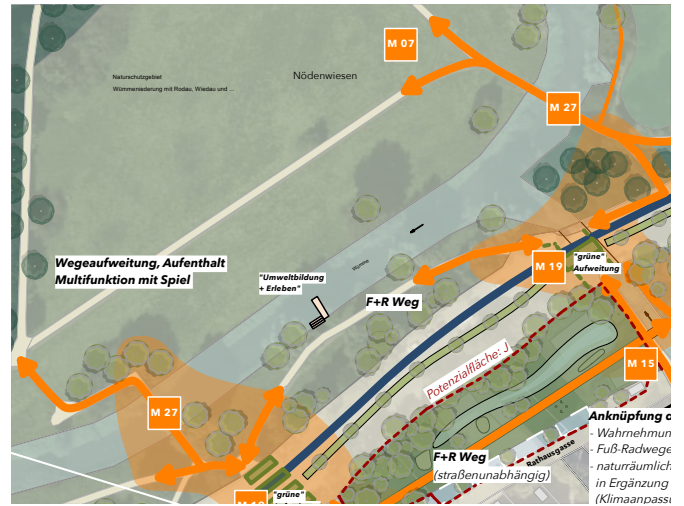 M 07
Naturschutzgebiet
Nödenwiesen
Wümmeniederung mit Rodau, Wiedau und ...
M 27
Wegeaufweitung, Aufenthalt
Multifunktion mit Spiel
Wümme
"Umweltbildung
+ Erleben"
M 19
"grüne"
Aufweitung
F+R Weg
Potenzialfläche: J
M 15
M 27
Anknüpfung
- Wahrnehmun
- Fuß-Radwege
- naturräumlich
in Ergänzung
(Klimaanpassu
F+R Weg
(straßenunabhängig)
Rathausgasse
"grüne"